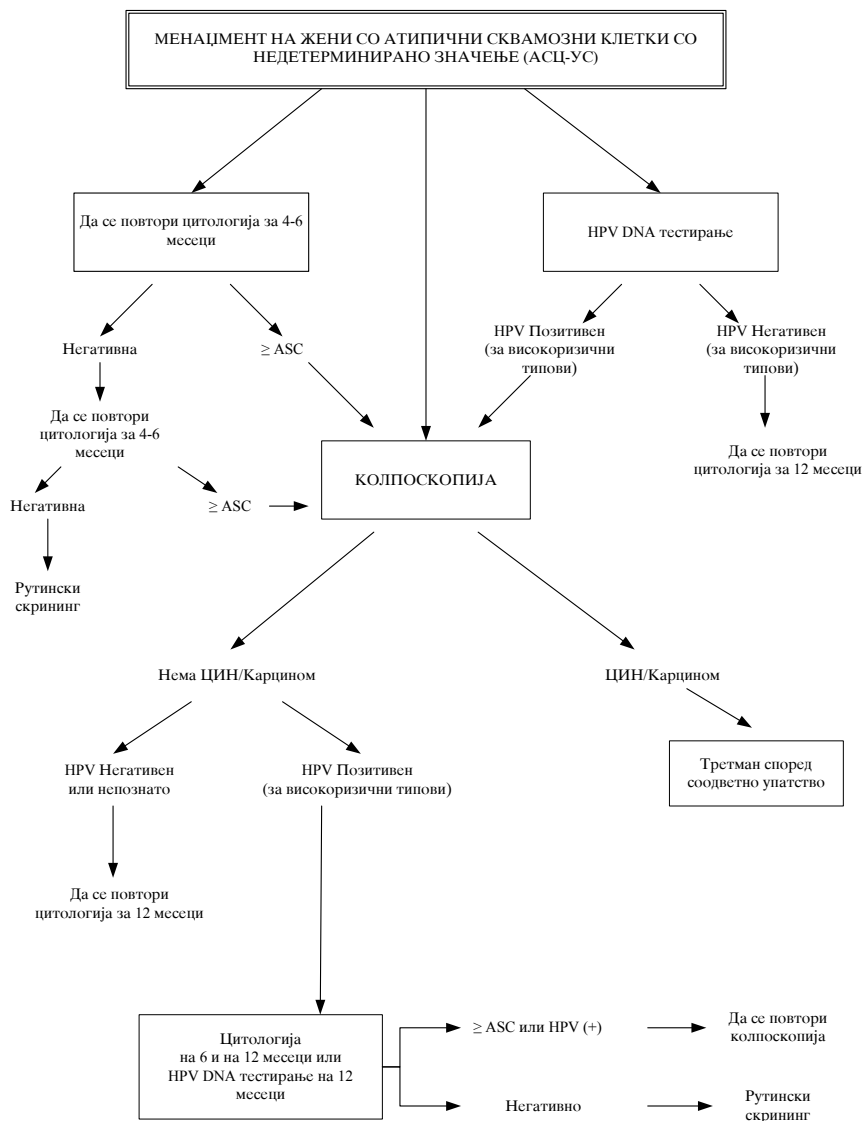 МЕНАЏМЕНТ НА ЖЕНИ СО АТИПИЧНИ СКВАМОЗНИ КЛЕТКИ СО
НЕДЕТЕРМИНИРАНО ЗНАЧЕЊЕ (АСЦ-УС)
Да се повтори цитологија за 4-6
месеци
HPV DNA тестирање
Негативна
≥ ASC
HPV Позитивен
(за високоризични
типови)
HPV Негативен
(за високоризични
типови)
Да се повтори
цитологија за 4-6
месеци
Да се повтори
цитологија за 12 месеци
КОЛПОСКОПИЈА
Негативна
≥ ASC
Рутински
скрининг
Нема ЦИН/Карцином
ЦИН/Карцином
HPV Негативен
или непознато
HPV Позитивен
(за високоризични типови)
Третман според
соодветно упатство
Да се повтори
цитологија за 12 месеци
Цитологија
на 6 и на 12 месеци или
HPV DNA тестирање на 12
месеци
≥ ASC или HPV (+)
Да се повтори
колпоскопија
Негативно
Рутински
скрининг